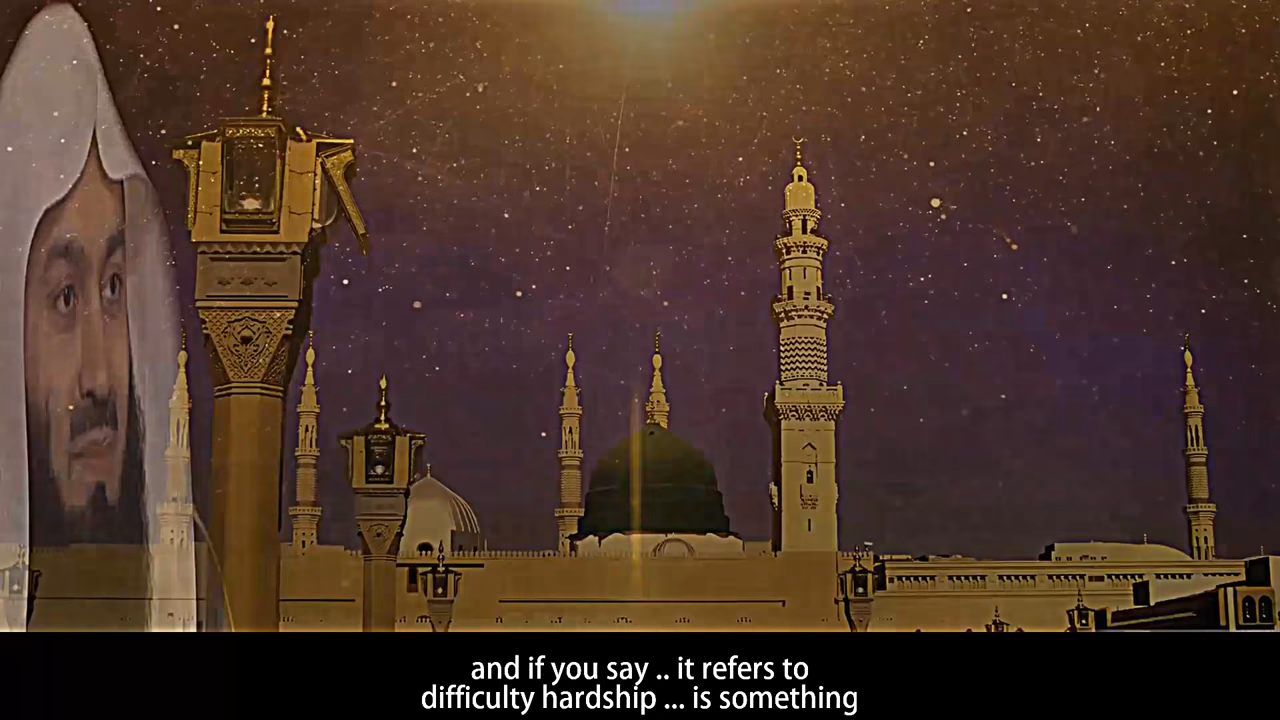 and if you say .. it refers to
difficulty hardship ... is something